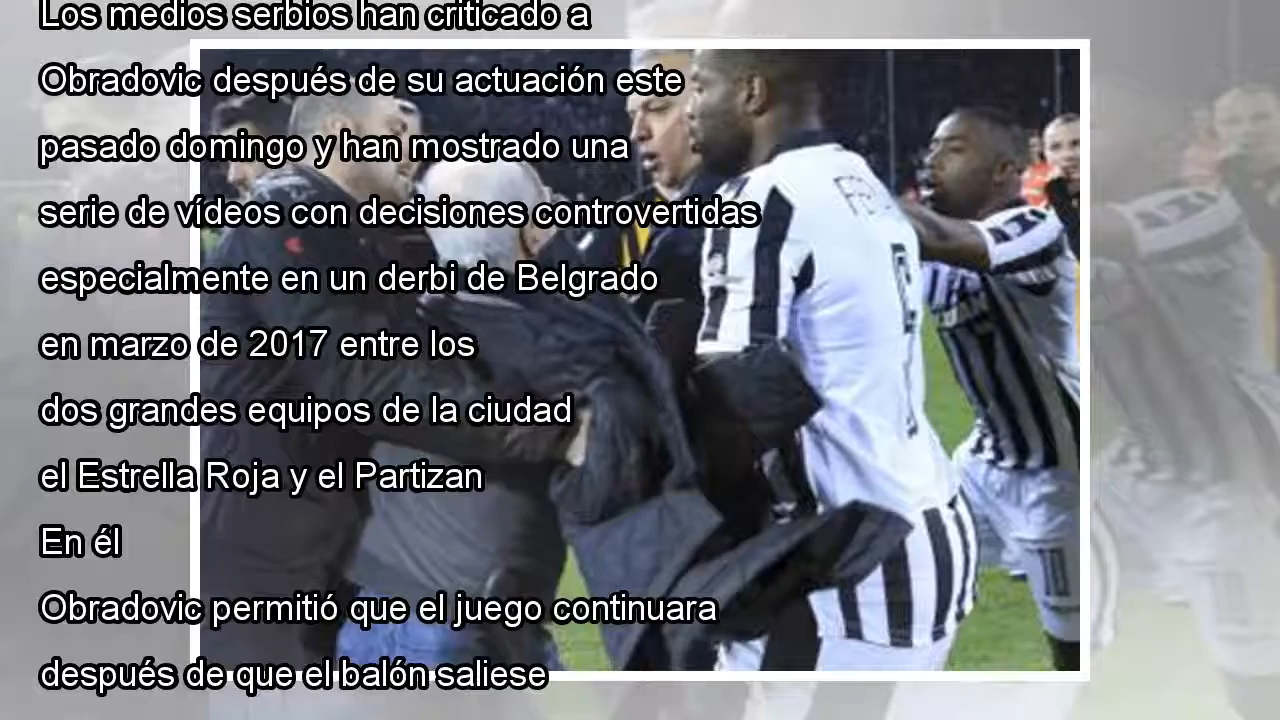 Los medios serbios han criticado a
Obradovic después de su actuación este
pasado domingo y han mostrado una
serie de vídeos con decisiones controvertidas
especialmente en un derbi de Belgrado
en marzo de 2017 entre los
dos grandes equipos de la ciudad
el Estrella Roja y el Partizan
En él
Obradovic permitió que el juego continuara
después de que el balón saliese